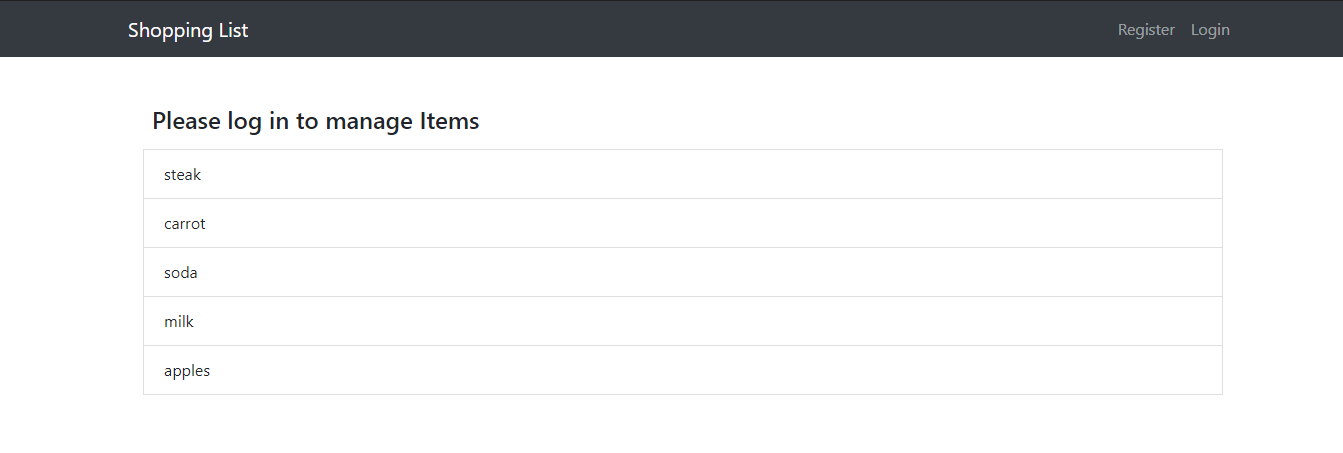 Shopping List
Register Login
Please log in to manage Items
steak
carrot
soda
milk
apples